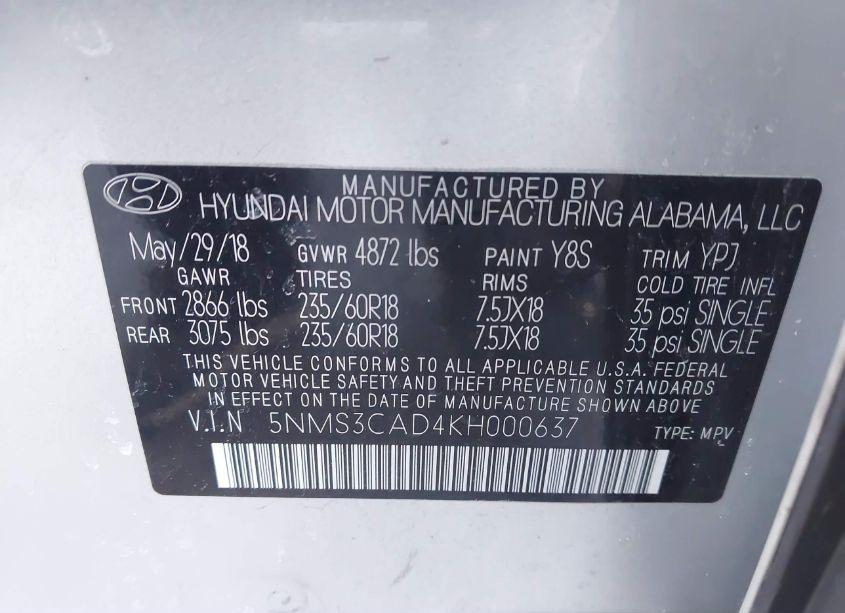 MANUFACTURED BY
HYUNDAI MOTOR MANUFACTURING ALABAMA, LLC
May/29/18 GVWR 4872 lbs PAINT Y8S TRIM YPJ
GAWR TIRES RIMS COLD TIRE INFL
FRONT 2866 lbs 235/60R18 7.5JX18 35 psi SINGLE
REAR 3075 lbs 235/60R18 7.5JX18 35 psi SINGLE
THIS VEHICLE CONFORMS TO ALL APPLICABLE U.S.A. FEDERAL
MOTOR VEHICLE SAFETY AND THEFT PREVENTION STANDARDS
IN EFFECT ON THE DATE OF MANUFACTURE SHOWN ABOVE.
V.I.N 5NMS3CAD4KH000637 TYPE: MPV